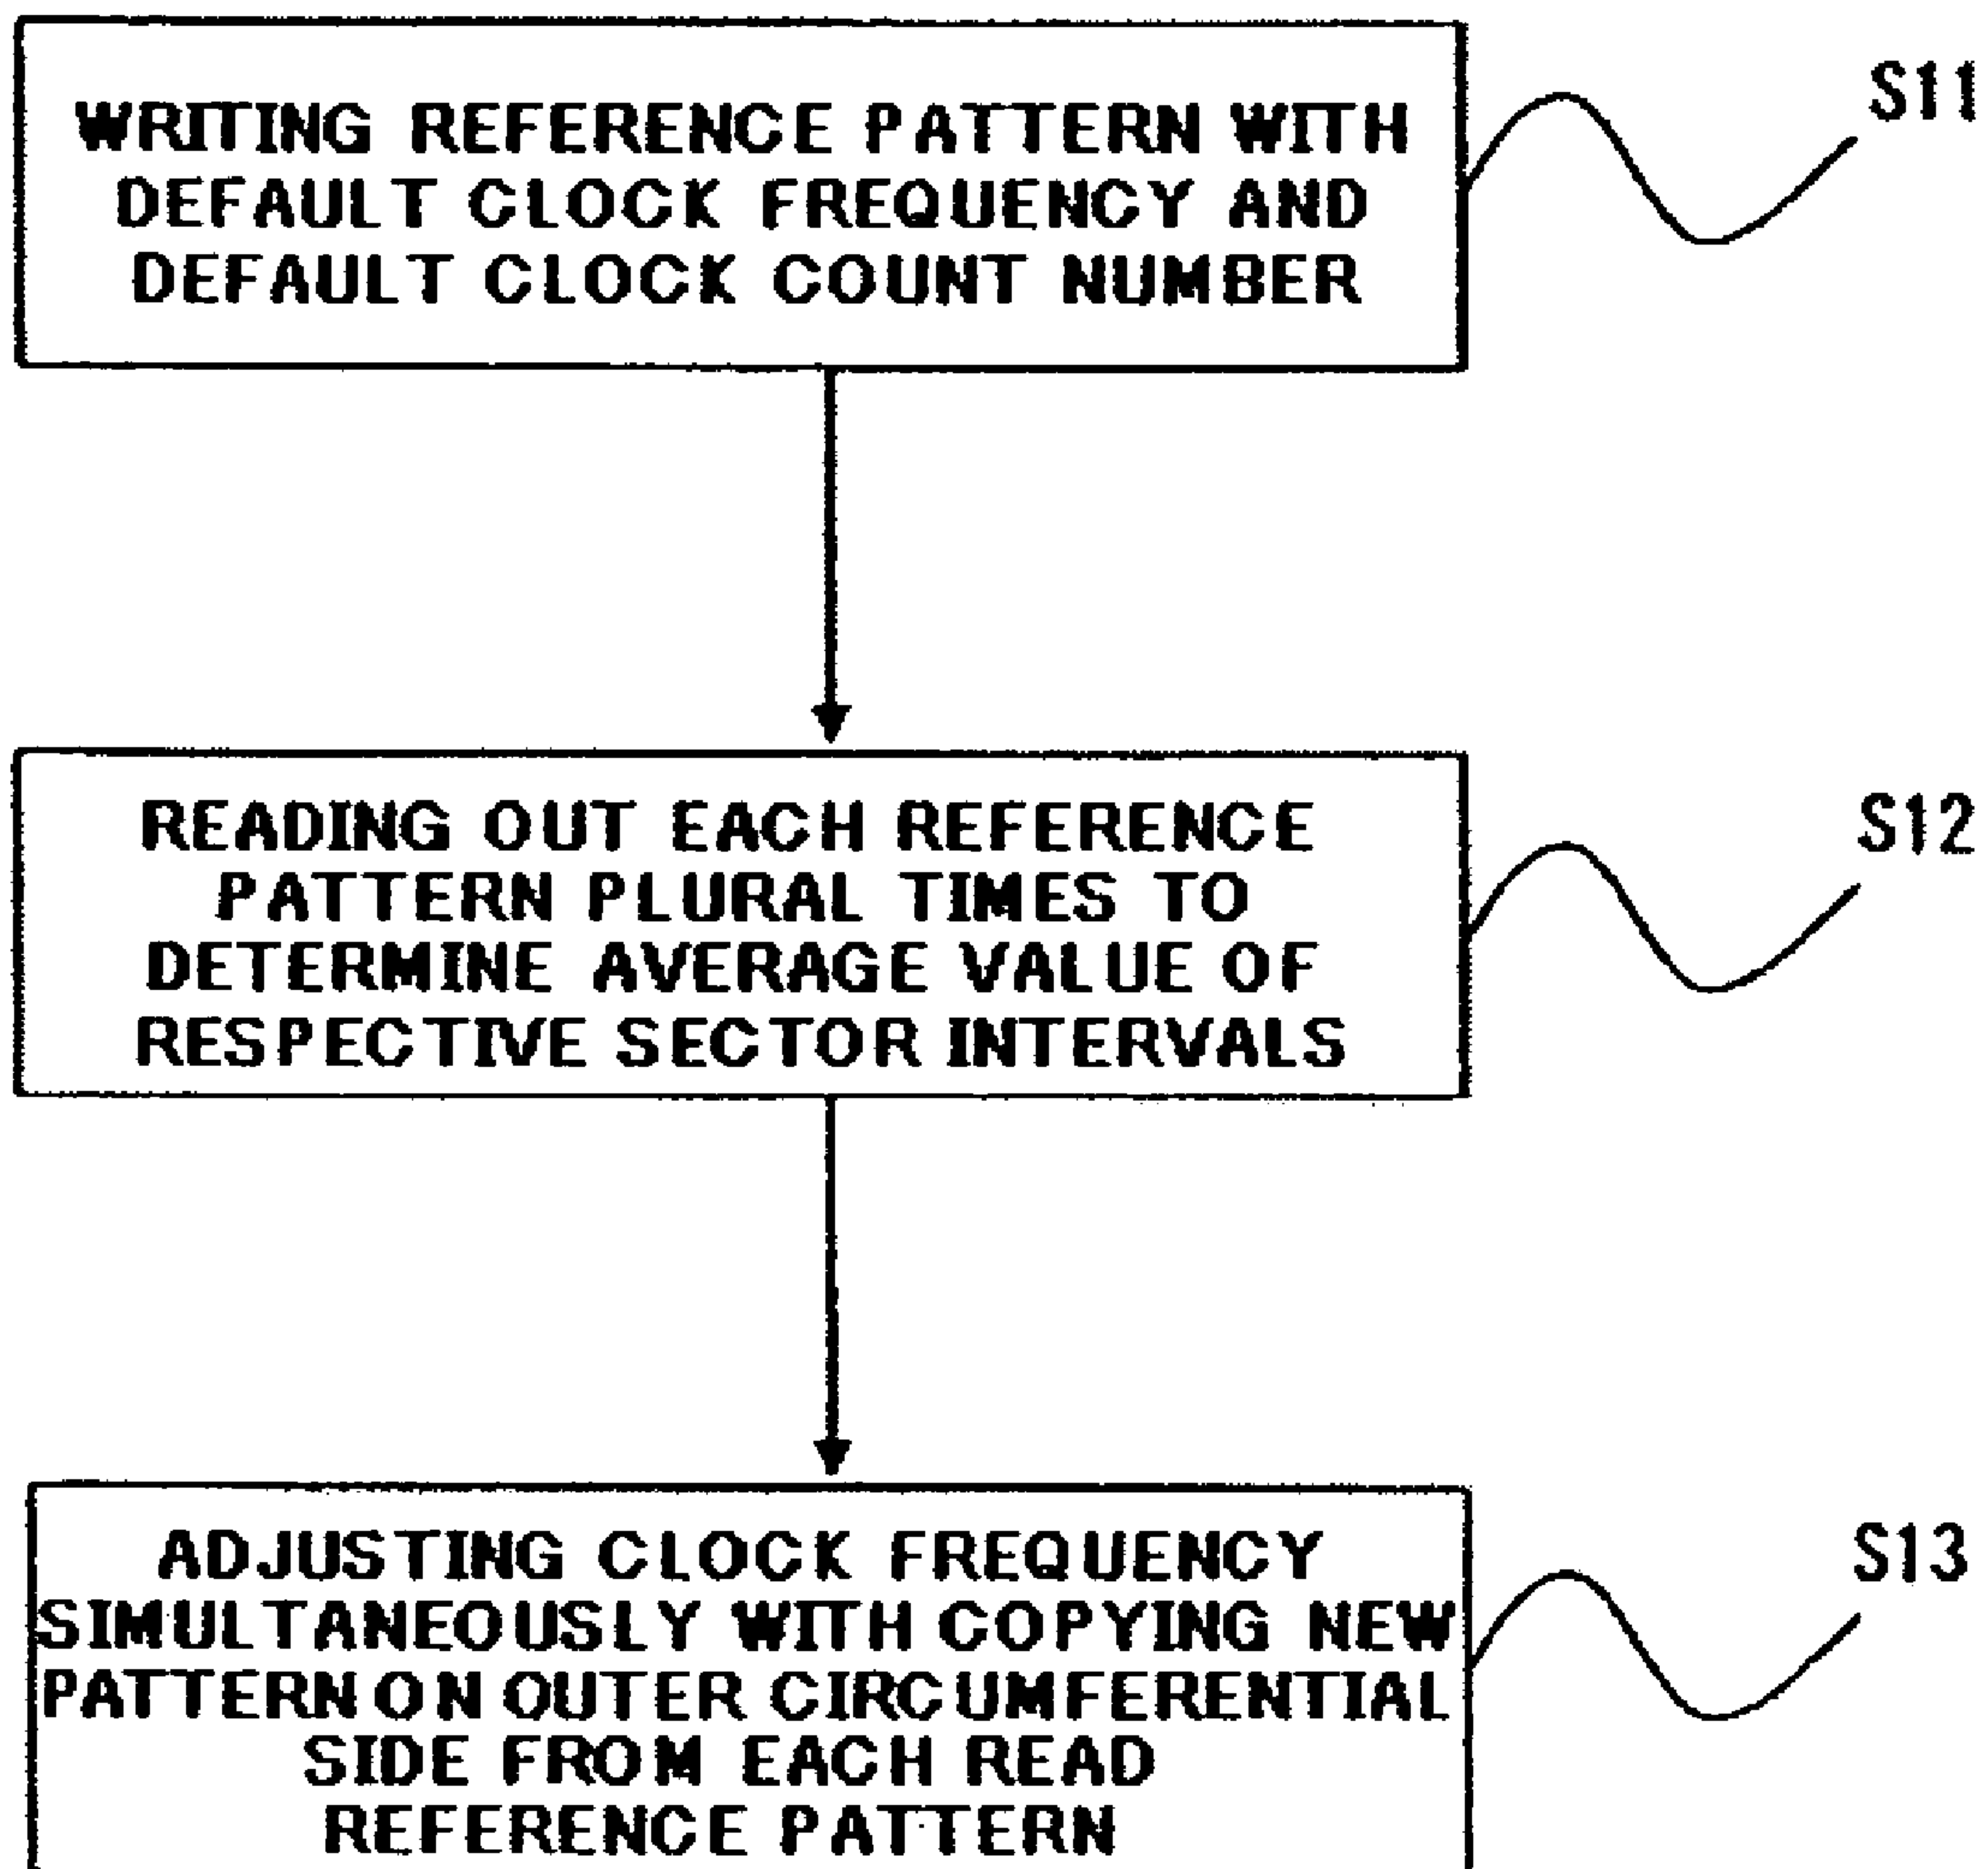 WRITING REFERENCE PATTERN WITH
DEFAULT CLOCK FREQUENCY AND
DEFAULT CLOCK COUNT NUMBER
S11
READING OUT EACH REFERENCE
PATTERN PLURAL TIMES TO
DETERMINE AVERAGE VALUE OF
RESPECTIVE SECTOR INTERVALS
S12
ADJUSTING CLOCK FREQUENCY
SIMULTANEOUSLY WITH COPYING NEW
PATTERN ON OUTER CIRCUMFERENTIAL
SIDE FROM EACH READ
REFERENCE PATTERN
S13